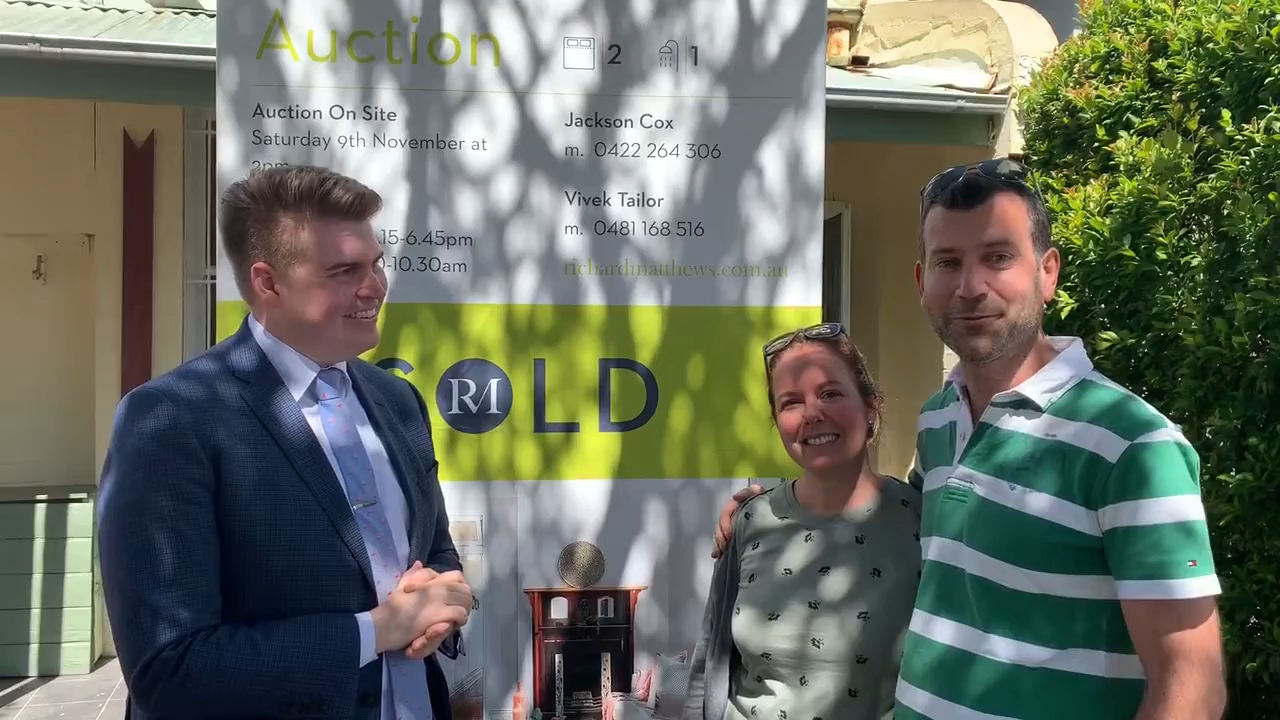 Auction
2
1
Auction On Site
Saturday 9th November at
2pm
.15-6.45pm
0-10.30am
Jackson Cox
m. 0422 264 306
Vivek Tailor
m. 0481 168 516
richardmatthews.com.au
SOLD
RM